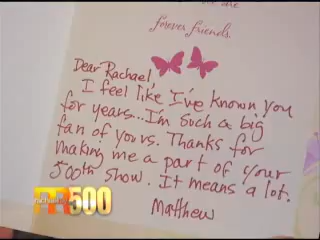 forever friends.
Dear Rachael,
I feel like I've known you
for years...I'm such a big
fan of yours. Thanks for
making me a part of your
500th show. It means a lot.
Matthew
500